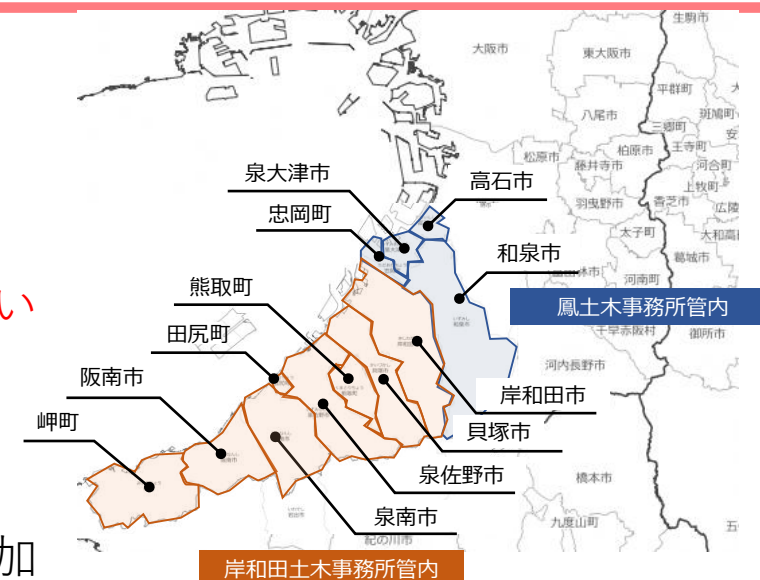 生駒市
大阪市
東大阪市
平群町
八尾市
斑鳩町
三郷町
安
松原市
柏原市
王寺町
藤井寺市
河合町
泉大津市
高石市
上牧町
羽曳野市
香芝市
広陵
忠岡町
太子町
大和高
和泉市
葛城市
河南町
熊取町
い
鳳土木事務所管内
千早赤阪村
御所市
田尻町
河内長野市
阪南市
岸和田市
岬町
貝塚市
泉佐野市
橋本市
泉南市
九度山町
五
紀の川市
加
岸和田土木事務所管内